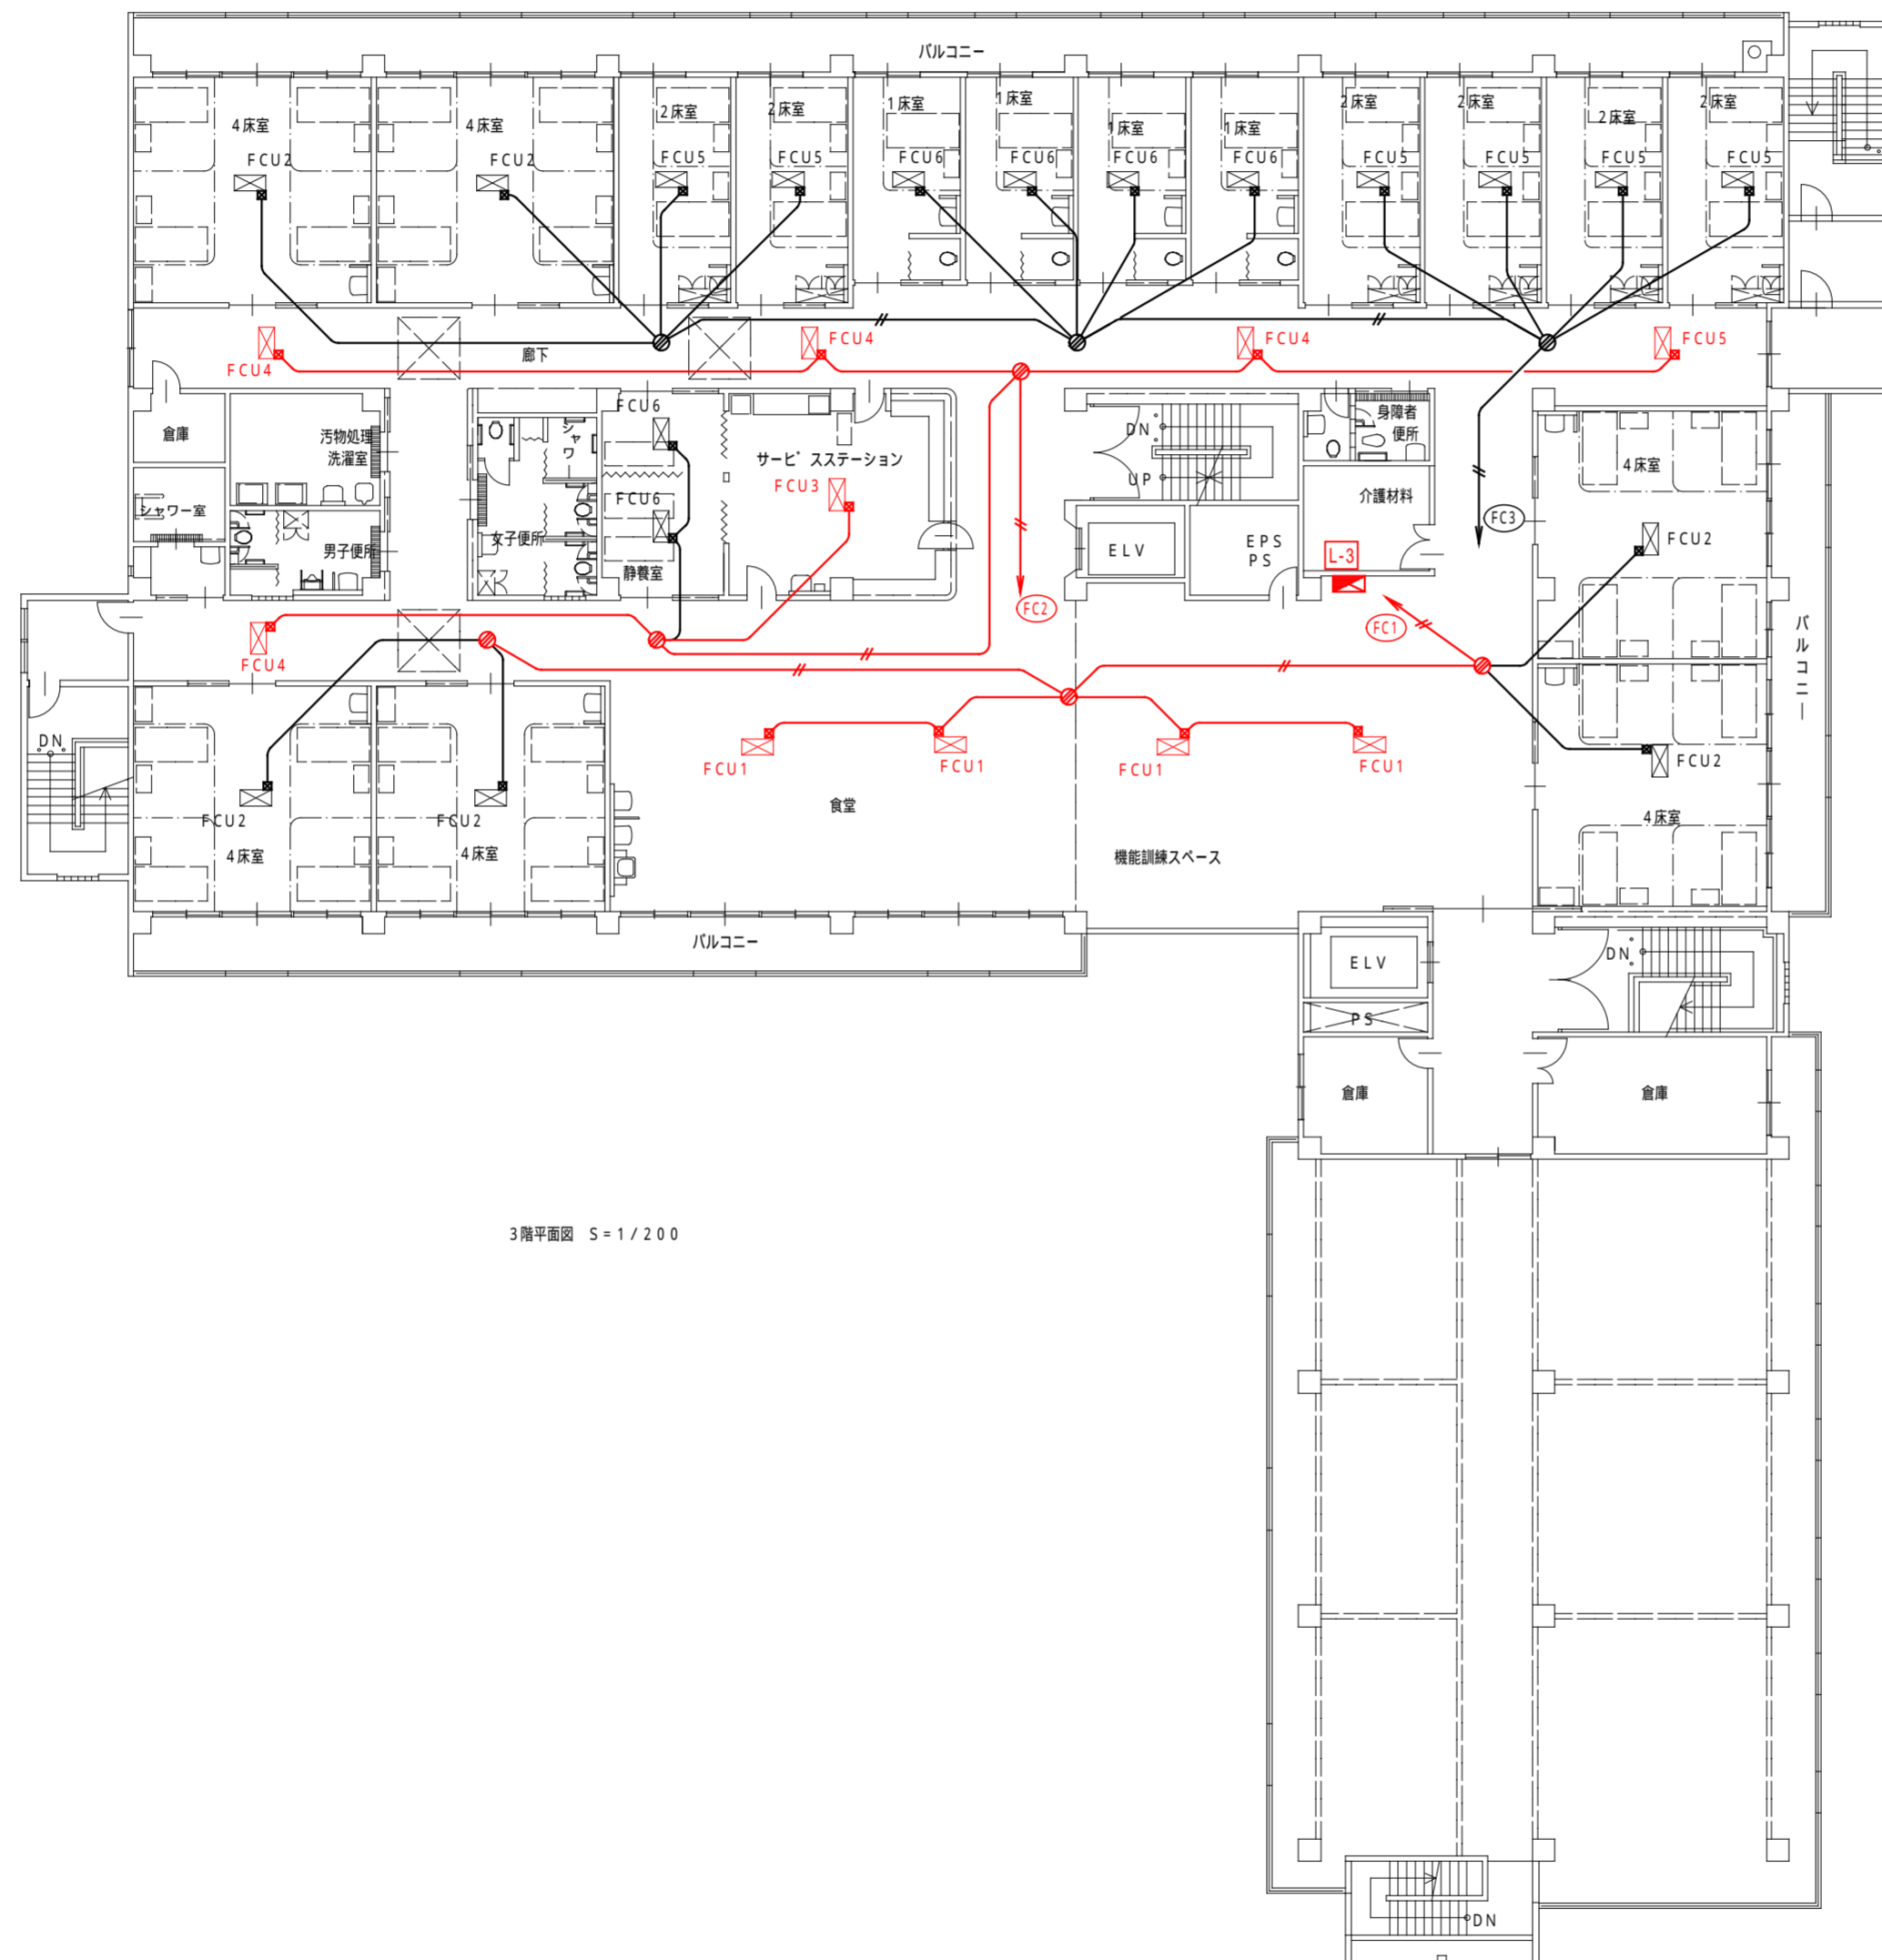 バルコニー
4床室
4床室
2床室
2床室
1床室
1床室
1床室
1床室
2床室
2床室
2床室
2床室
FCU2
FCU2
FCU5
FCU5
FCU6
FCU6
FCU6
FCU6
FCU5
FCU5
FCU5
FCU5
FCU4
廊下
FCU4
FCU4
FCU5
倉庫
汚物処理
洗濯室
シャワー
FCU6
サービスステーション
FCU3
DN
UP
身障者
便所
介護材料
4床室
シャワー室
男子便所
女子便所
FCU6
静養室
ELV
EPS
PS
L-3
FC3
FCU2
FC2
FC1
FCU4
バルコニー
DN
FCU1
FCU1
FCU1
FCU1
FCU2
FCU2
FCU2
4床室
4床室
食堂
4床室
機能訓練スペース
バルコニー
ELV
DN
PS
倉庫
倉庫
3階平面図 S=1/200
DN